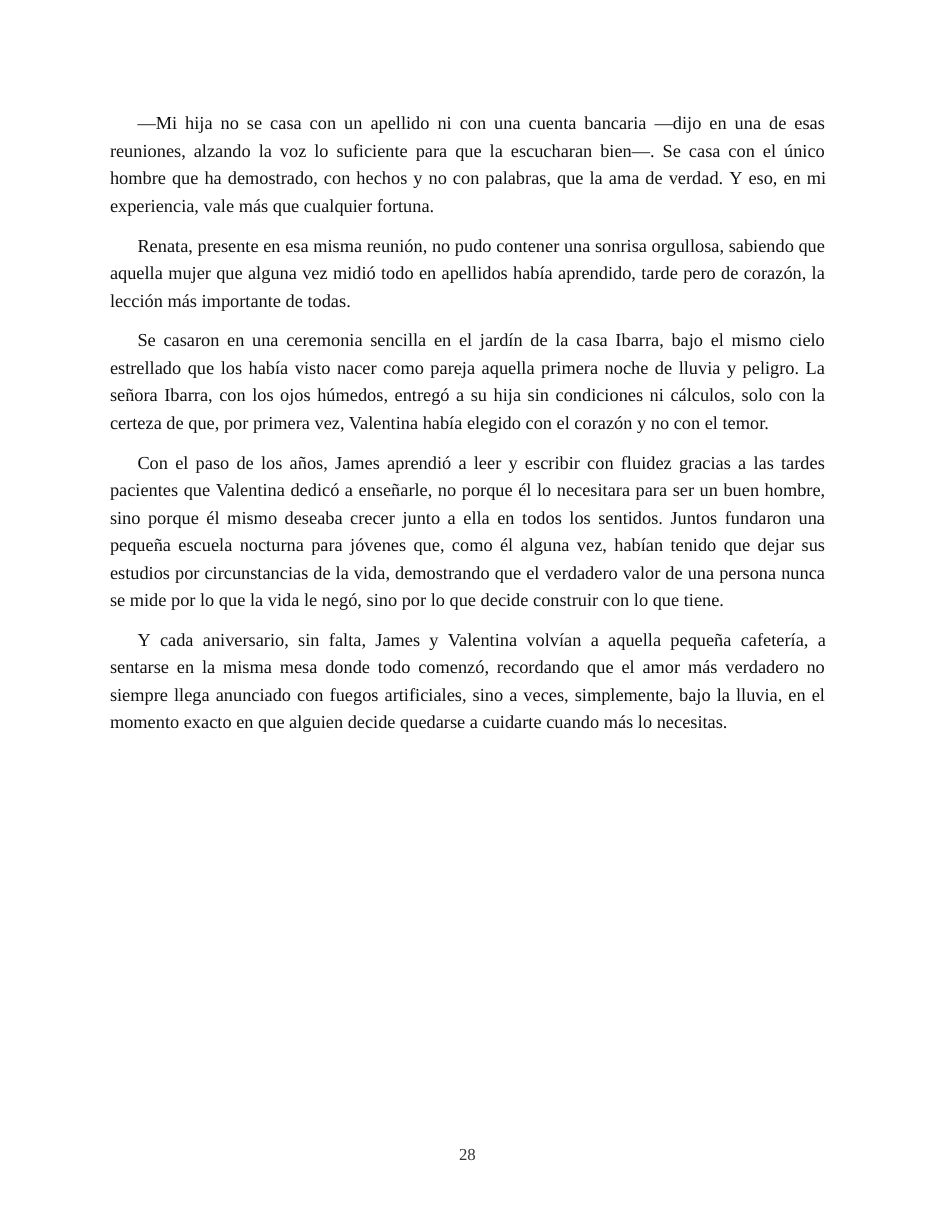 —Mi hija no se casa con un apellido ni con una cuenta bancaria —dijo en una de esas
reuniones, alzando la voz lo suficiente para que la escucharan bien—. Se casa con el único
hombre que ha demostrado, con hechos y no con palabras, que la ama de verdad. Y eso, en mi
experiencia, vale más que cualquier fortuna.
Renata, presente en esa misma reunión, no pudo contener una sonrisa orgullosa, sabiendo que
aquella mujer que alguna vez midió todo en apellidos había aprendido, tarde pero de corazón, la
lección más importante de todas.
Se casaron en una ceremonia sencilla en el jardín de la casa Ibarra, bajo el mismo cielo
estrellado que los había visto nacer como pareja aquella primera noche de lluvia y peligro. La
señora Ibarra, con los ojos húmedos, entregó a su hija sin condiciones ni cálculos, solo con la
certeza de que, por primera vez, Valentina había elegido con el corazón y no con el temor.
Con el paso de los años, James aprendió a leer y escribir con fluidez gracias a las tardes
pacientes que Valentina dedicó a enseñarle, no porque él lo necesitara para ser un buen hombre,
sino porque él mismo deseaba crecer junto a ella en todos los sentidos. Juntos fundaron una
pequeña escuela nocturna para jóvenes que, como él alguna vez, habían tenido que dejar sus
estudios por circunstancias de la vida, demostrando que el verdadero valor de una persona nunca
se mide por lo que la vida le negó, sino por lo que decide construir con lo que tiene.
Y cada aniversario, sin falta, James y Valentina volvían a aquella pequeña cafetería, a
sentarse en la misma mesa donde todo comenzó, recordando que el amor más verdadero no
siempre llega anunciado con fuegos artificiales, sino a veces, simplemente, bajo la lluvia, en el
momento exacto en que alguien decide quedarse a cuidarte cuando más lo necesitas.
28